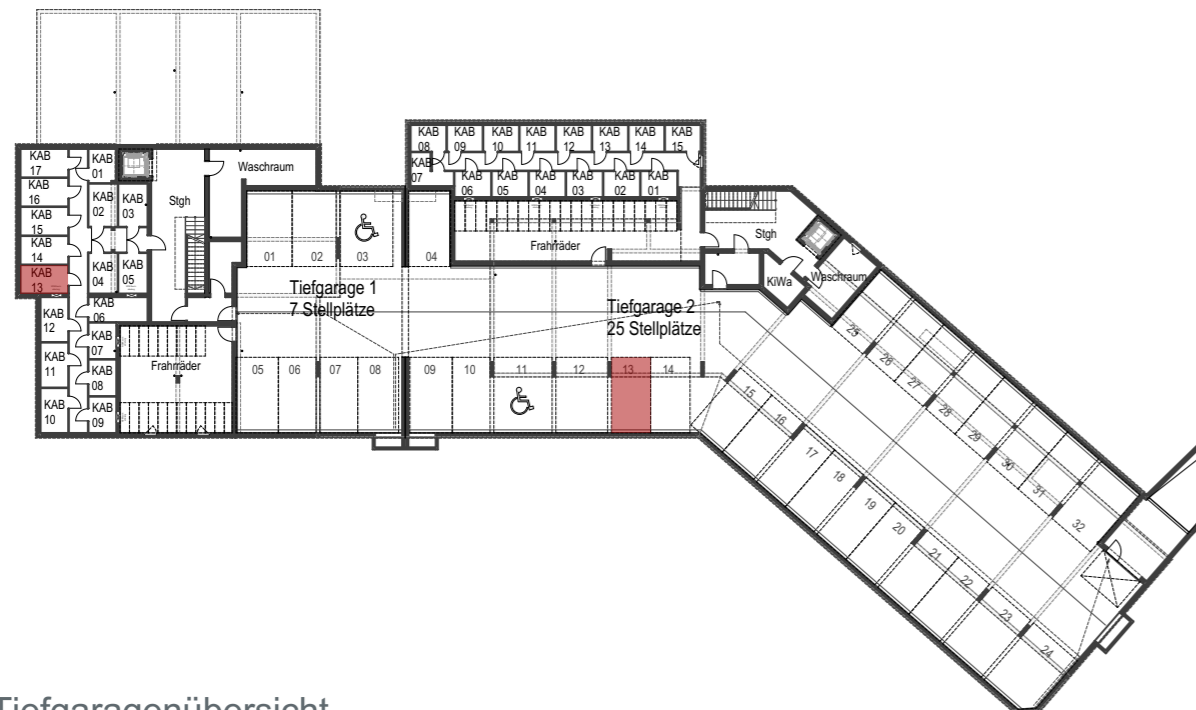 KAB 17
KAB 16
KAB 15
KAB 14
KAB 13
KAB 12
KAB 11
KAB 10
KAB 01
KAB 02
KAB 03
KAB 04
KAB 05
KAB 06
KAB 07
KAB 08
KAB 09
Stgh
Waschraum
Frahrräder
01
02
03
04
Tiefgarage 1
7 Stellplätze
05
06
07
08
KAB 08
KAB 09
KAB 10
KAB 11
KAB 12
KAB 13
KAB 14
KAB 15
KAB 07
KAB 06
KAB 05
KAB 04
KAB 03
KAB 02
KAB 01
Frahrräder
Stgh
KiWa
Waschraum
Tiefgarage 2
25 Stellplätze
09
10
11
12
13
14
15
16
17
18
19
20
21
22
23
24
25
26
27
28
29
30
31
32
Tiefgaragenübersicht